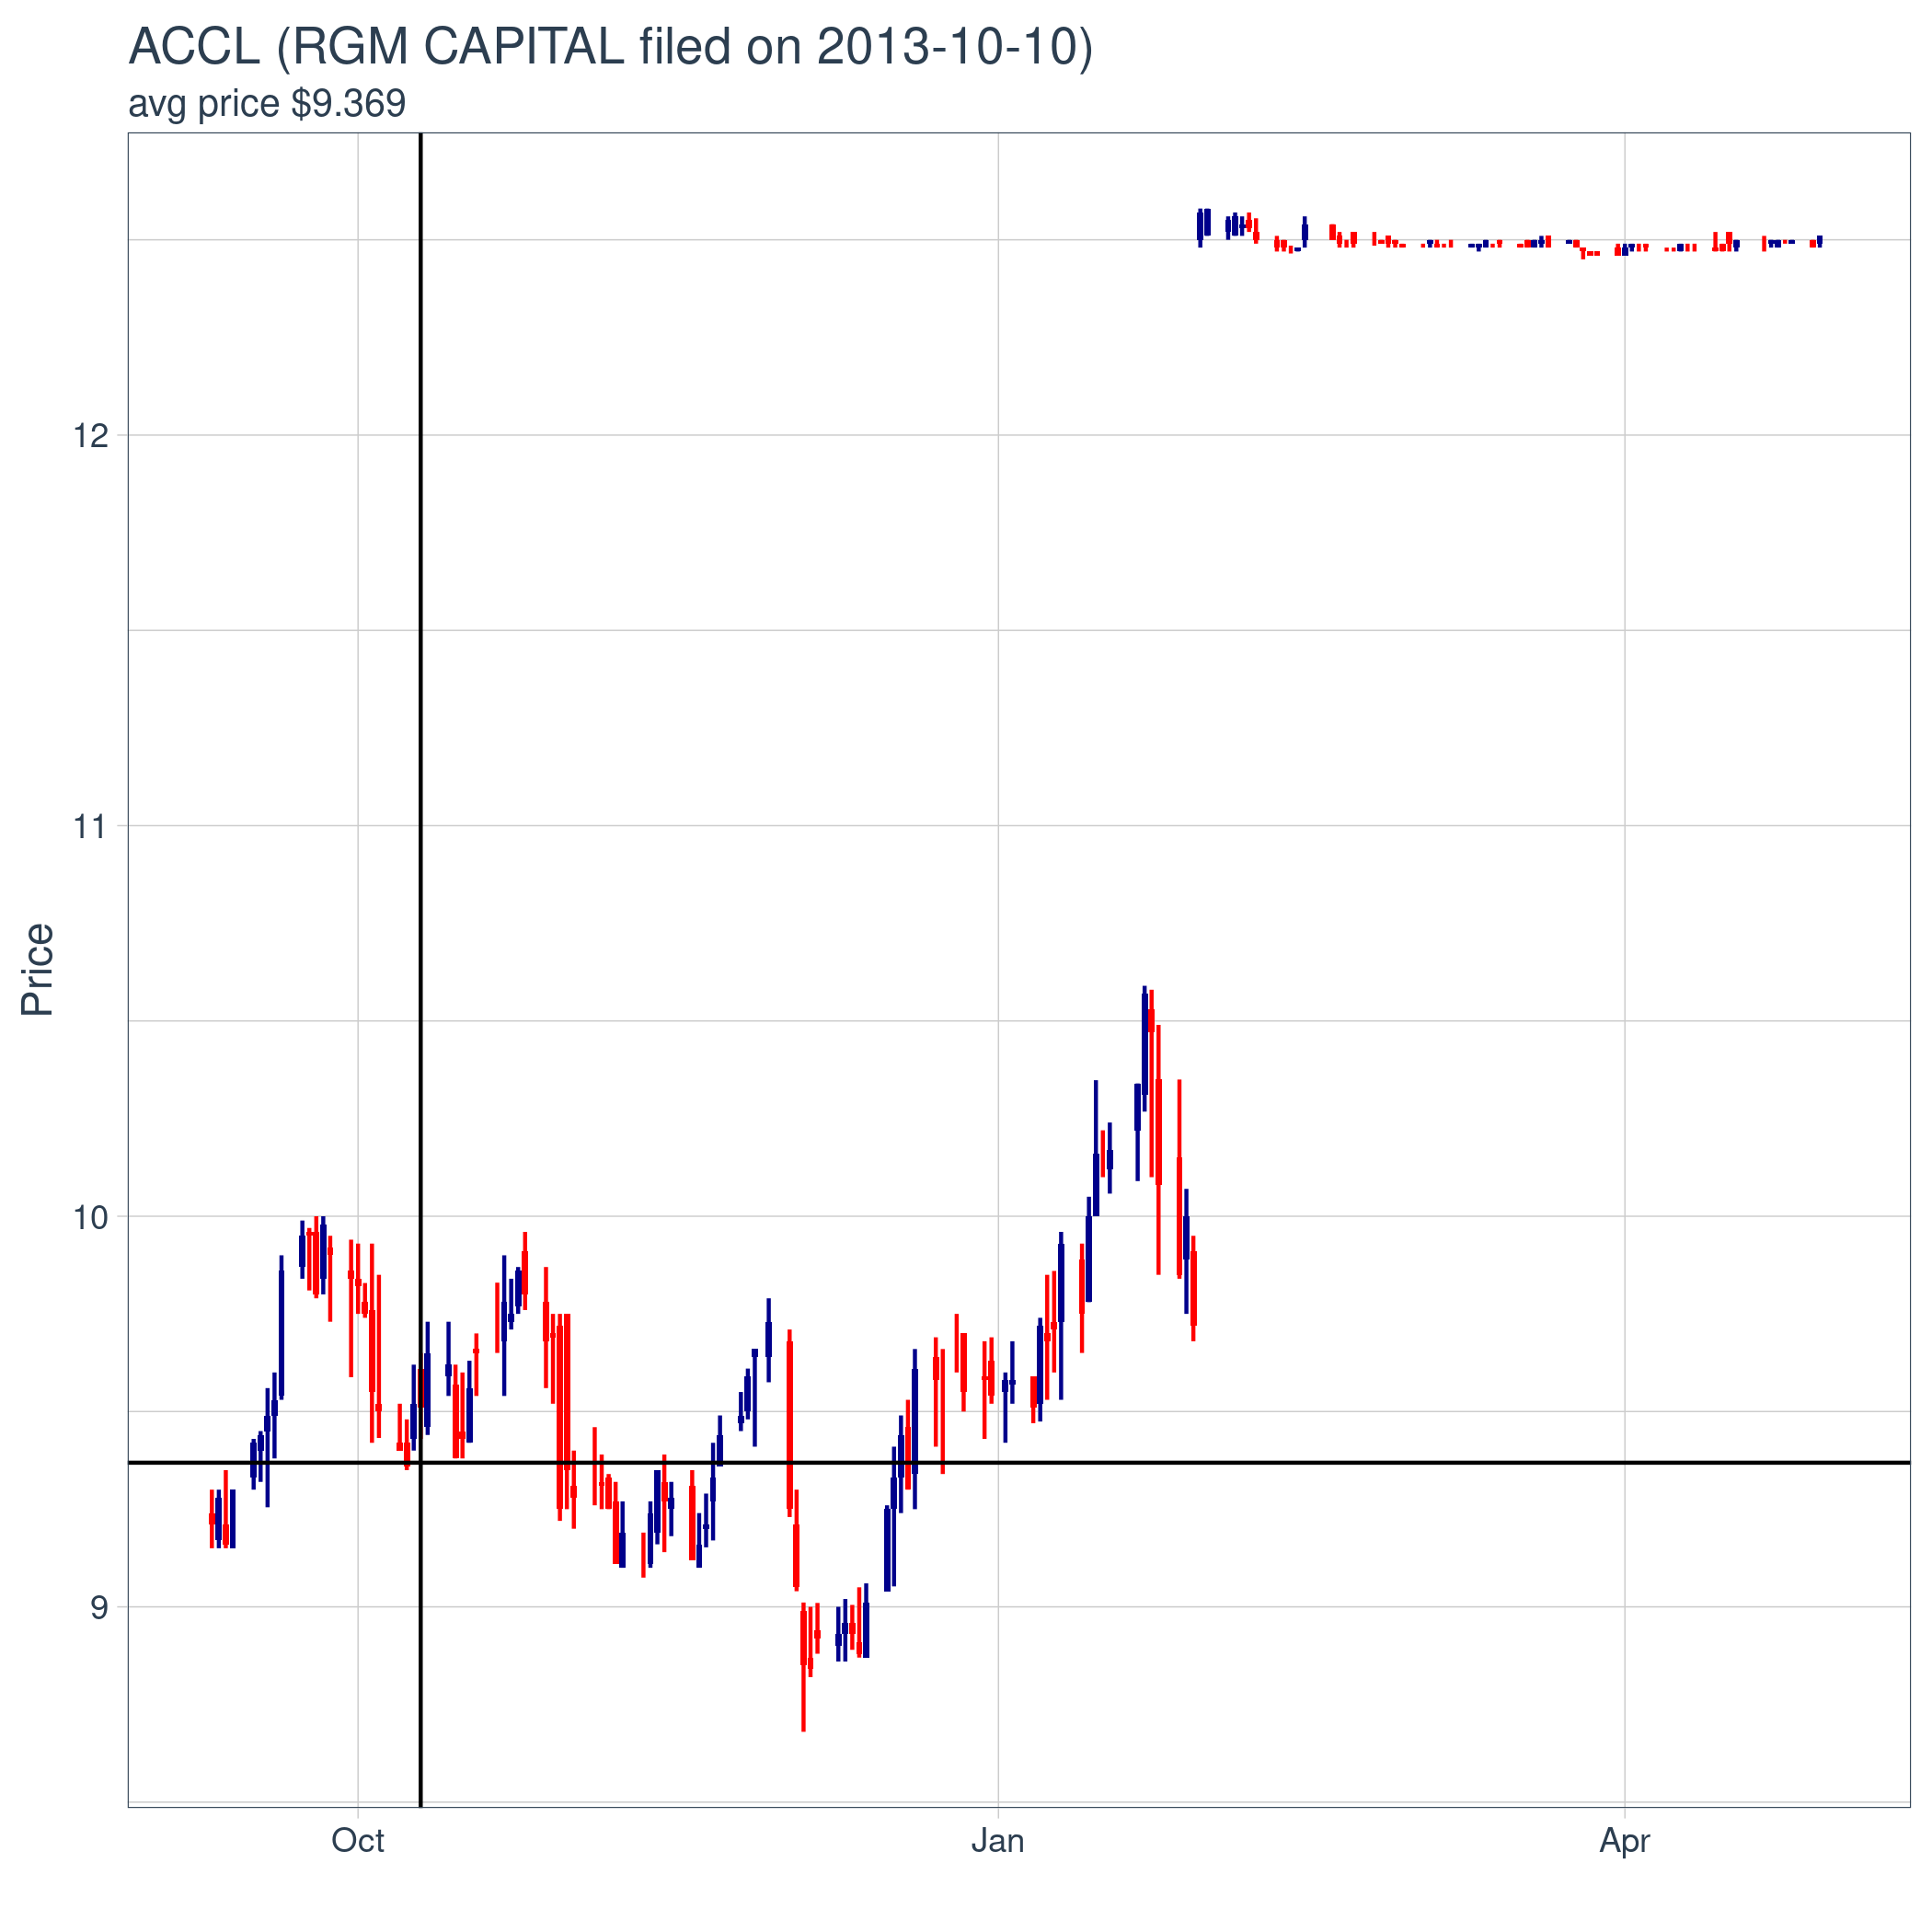 ACCL (RGM CAPITAL filed on 2013-10-10)
avg price $9.369
Price
12
11
10
9
Oct
Jan
Apr